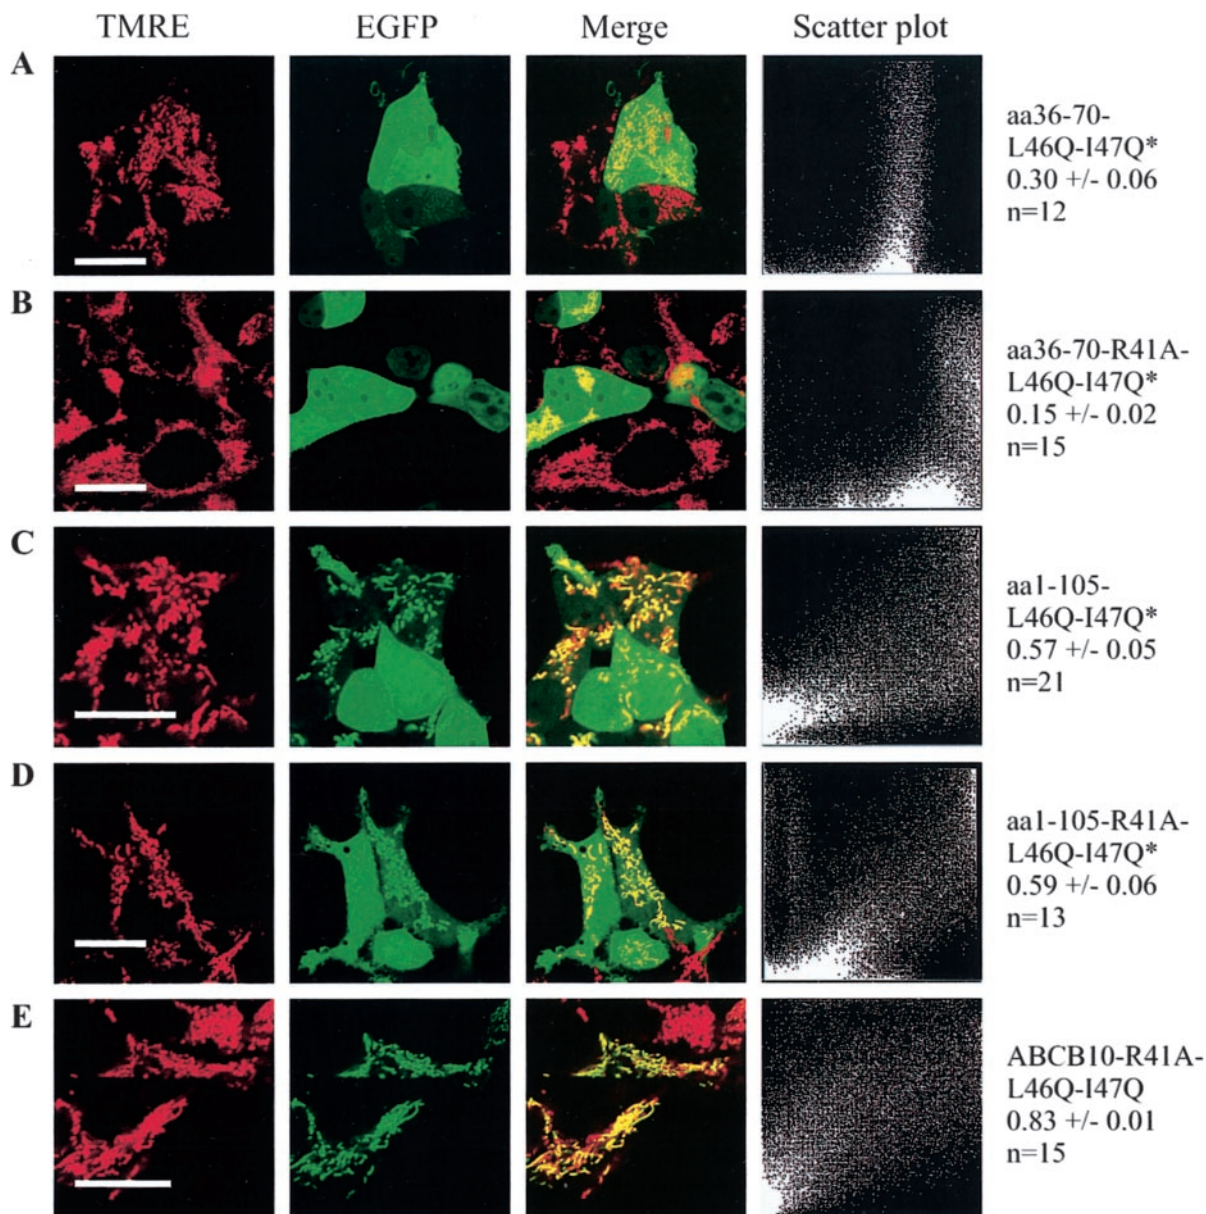 TMRE EGFP Merge Scatter plot
A
aa36-70-
L46Q-I47Q*
0.30 +/- 0.06
n=12
B
aa36-70-R41A-
L46Q-I47Q*
0.15 +/- 0.02
n=15
C
aa1-105-
L46Q-I47Q*
0.57 +/- 0.05
n=21
D
aa1-105-R41A-
L46Q-I47Q*
0.59 +/- 0.06
n=13
E
ABCB10-R41A-
L46Q-I47Q
0.83 +/- 0.01
n=15